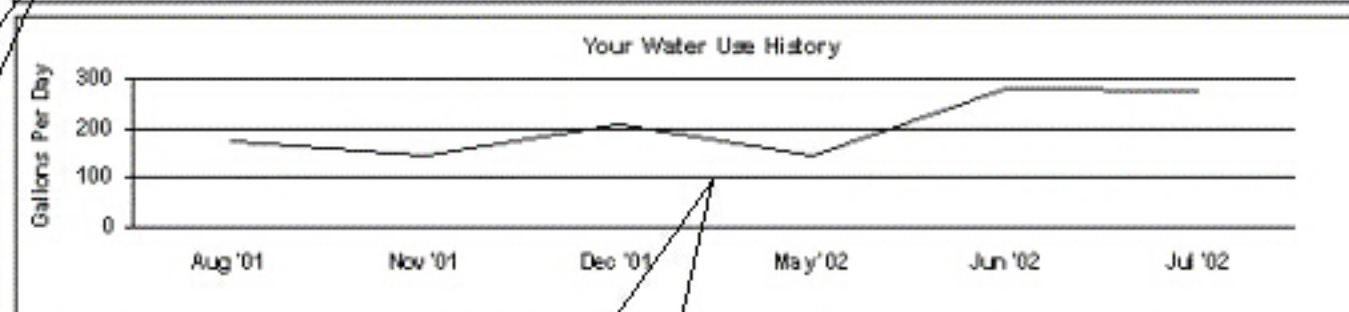 Your Water Use History
Gallons Per Day
300
200
100
0
Aug '01 Nov '01 Dec '01 May '02 Jun '02 Jul '02